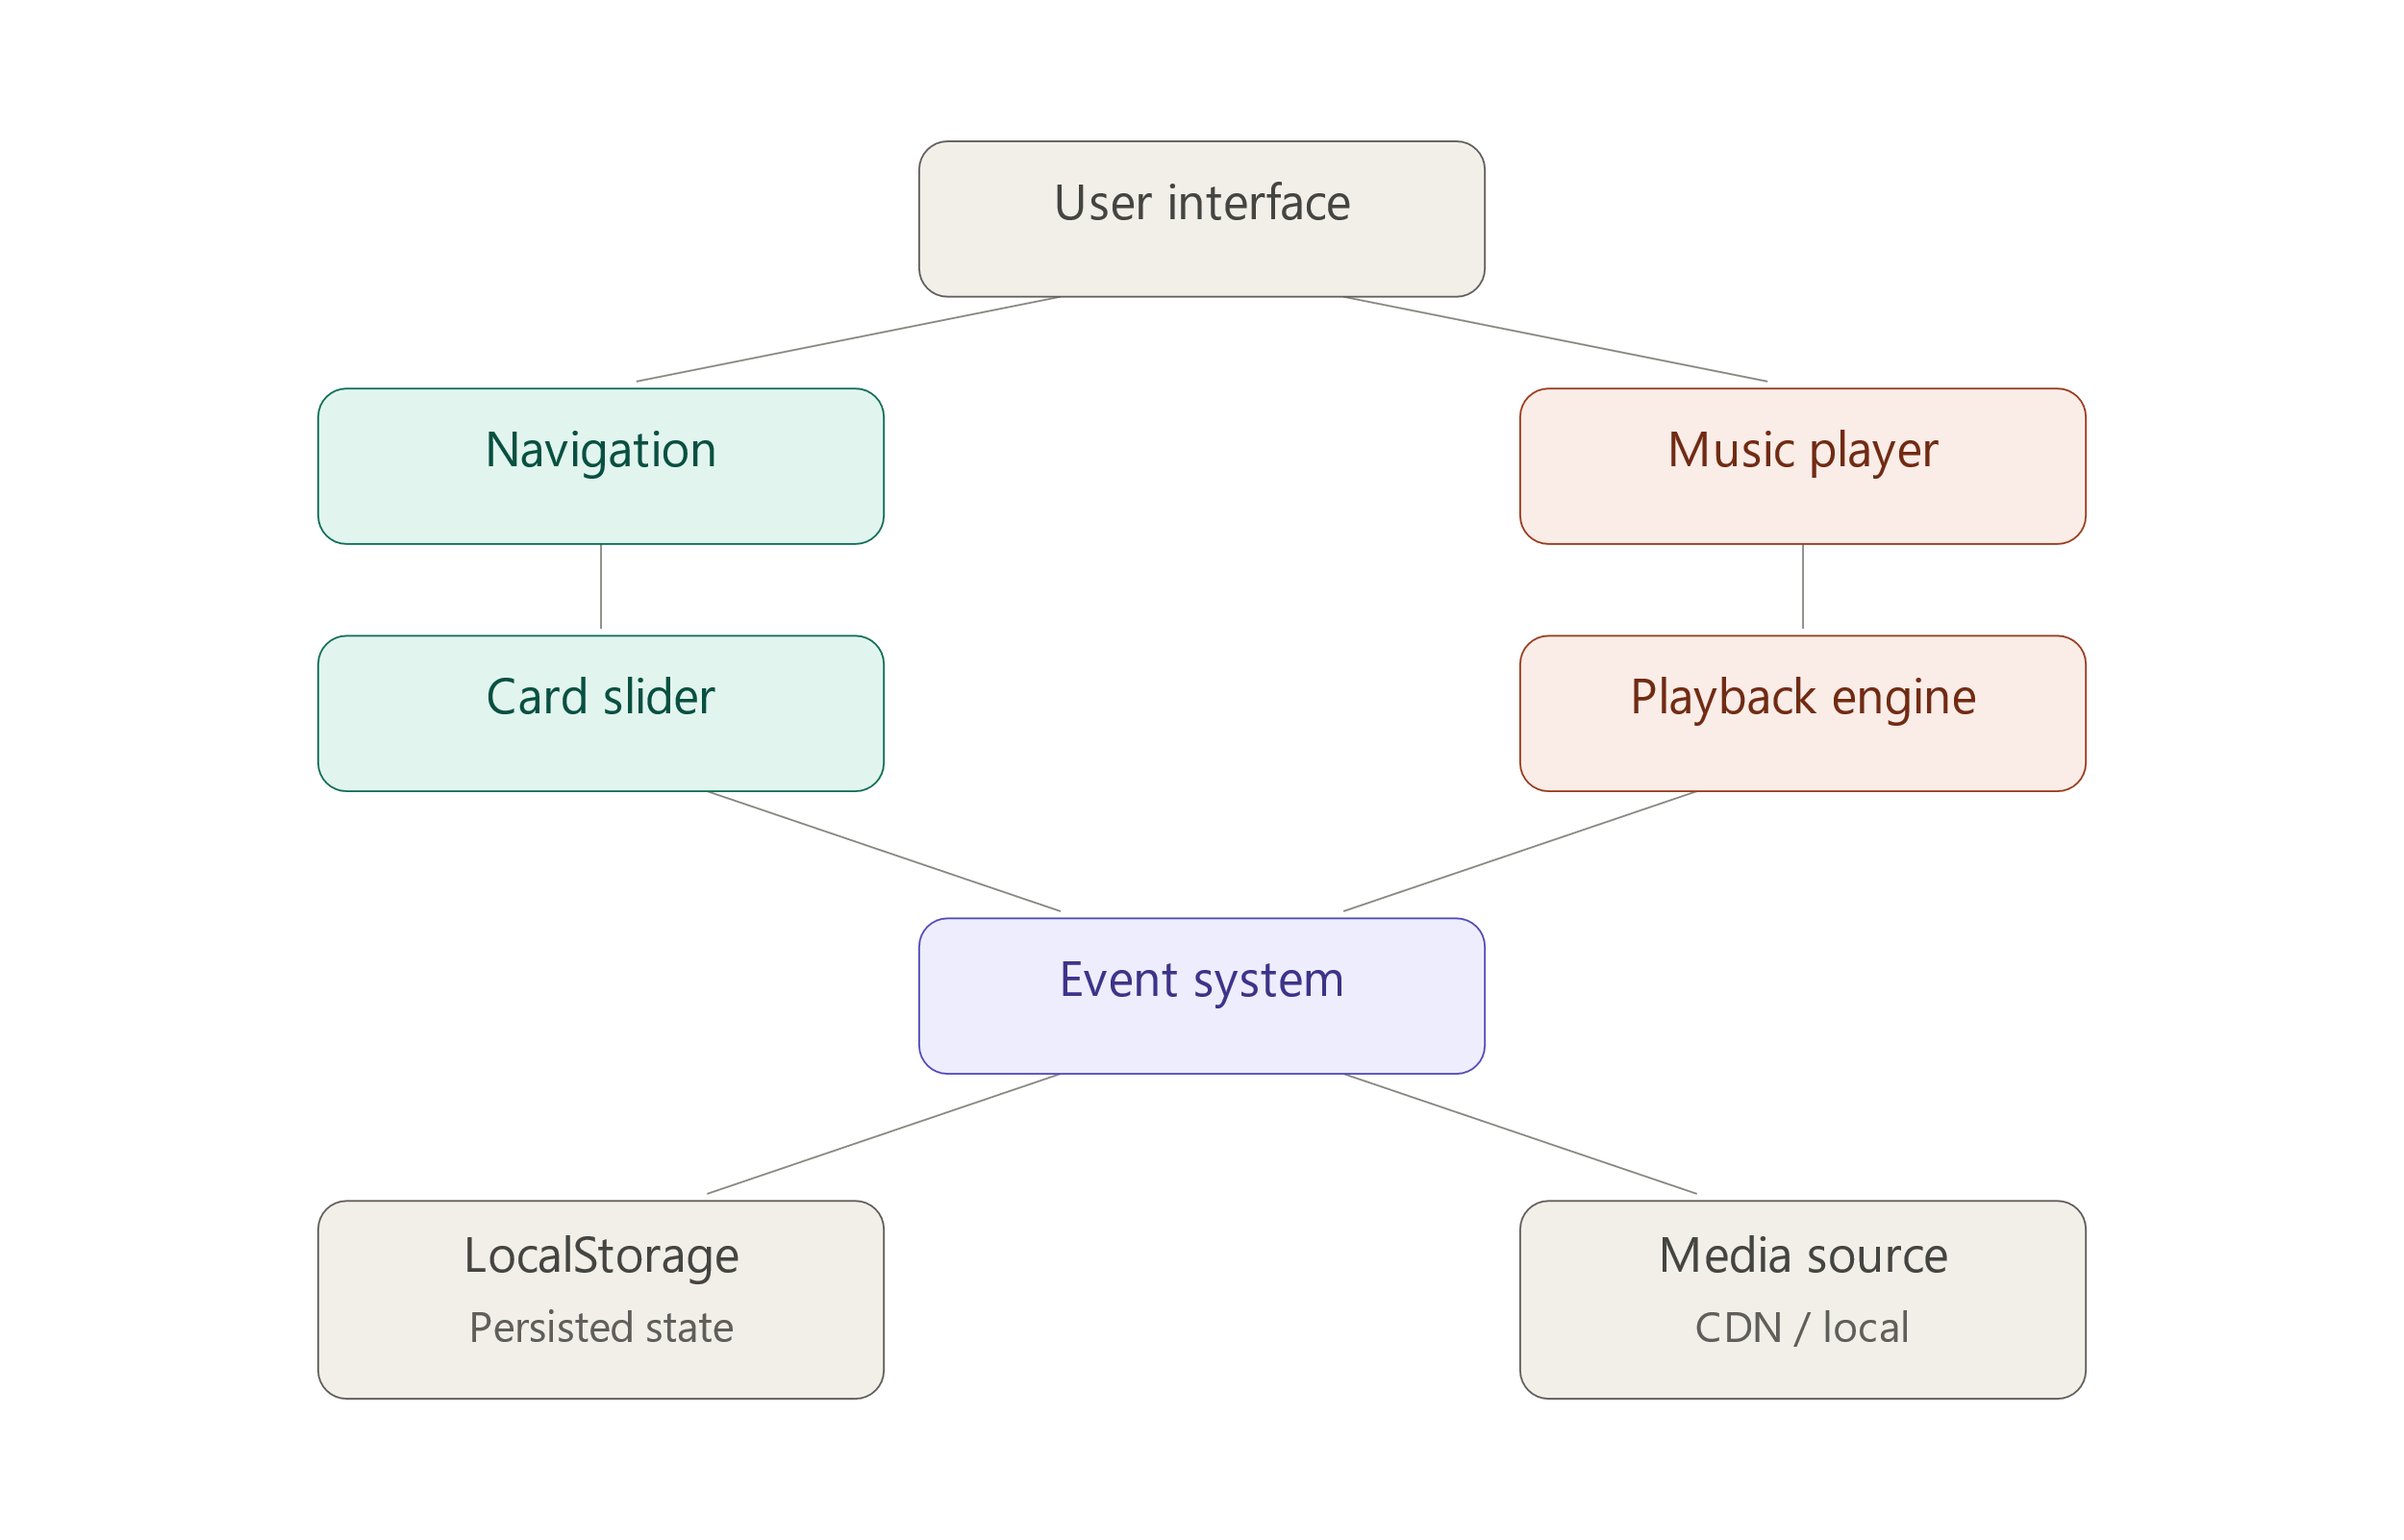 User interface
Navigation
Music player
Card slider
Playback engine
Event system
LocalStorage
Persisted state
Media source
CDN / local